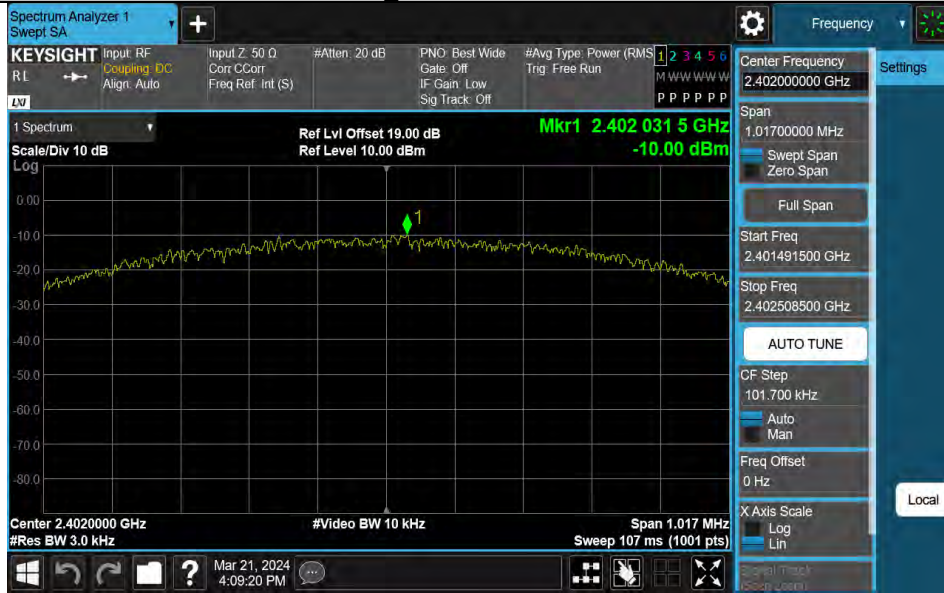 Spectrum Analyzer 1
Swept SA
+
Frequency
KEYSIGHT
RL
LXI
Input: RF
Coupling: DC
Align: Auto
Input Z: 50 Ω
Corr CCorr
Freq Ref: Int (S)
#Atten: 20 dB
PNO: Best Wide
Gate: Off
IF Gain: Low
Sig Track: Off
#Avg Type: Power (RMS
Trig: Free Run
1 2 3 4 5 6
M W W W W W
P P P P P P
1 Spectrum
Scale/Div 10 dB
Log
Ref Lvl Offset 19.00 dB
Ref Level 10.00 dBm
Mkr1 2.402 031 5 GHz
-10.00 dBm
0.00
-10.0
-20.0
-30.0
-40.0
-50.0
-60.0
-70.0
-80.0
1
Center 2.4020000 GHz
#Res BW 3.0 kHz
#Video BW 10 kHz
Span 1.017 MHz
Sweep 107 ms (1001 pts)
Center Frequency
2.402000000 GHz
Settings
Span
1.01700000 MHz
Swept Span
Zero Span
Full Span
Start Freq
2.401491500 GHz
Stop Freq
2.402508500 GHz
AUTO TUNE
CF Step
101.700 kHz
Auto
Man
Freq Offset
0 Hz
X Axis Scale
Log
Lin
Signal Track
(Span Zoom)
Local
?
Mar 21, 2024
4:09:20 PM